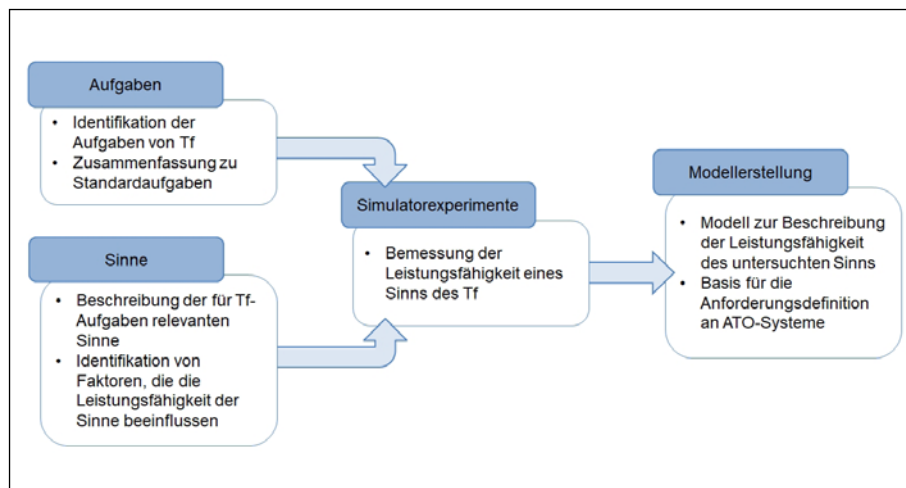 Aufgaben
• Identifikation der
Aufgaben von Tf
• Zusammenfassung zu
Standardaufgaben
Sinne
• Beschreibung der für Tf-
Aufgaben relevanten
Sinne
• Identifikation von
Faktoren, die die
Leistungsfähigkeit der
Sinne beeinflussen
Simulatorexperimente
• Bemessung der
Leistungsfähigkeit eines
Sinns des Tf
Modellerstellung
• Modell zur Beschreibung
der Leistungsfähigkeit
des untersuchten Sinns
• Basis für die
Anforderungsdefinition
an ATO-Systeme